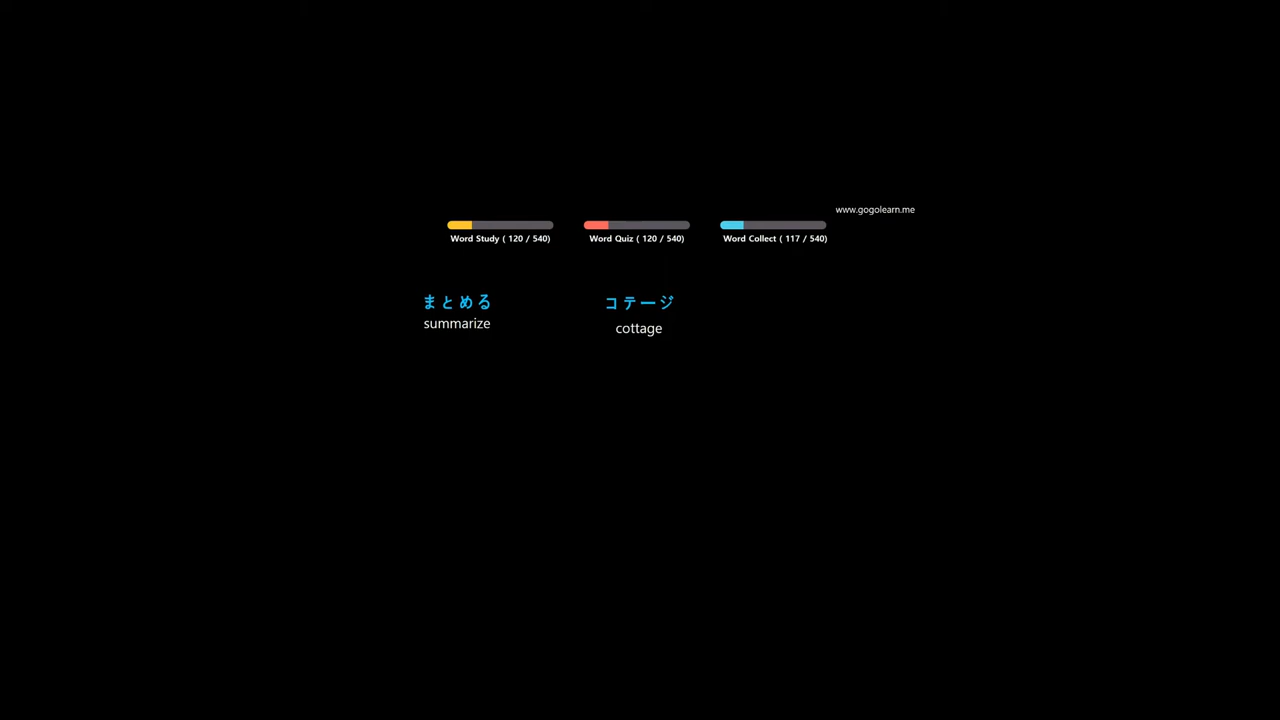 www.gogolearn.me
Word Study ( 120 / 540)
Word Quiz ( 120 / 540)
Word Collect ( 117 / 540)
まとめる
summarize
コテージ
cottage